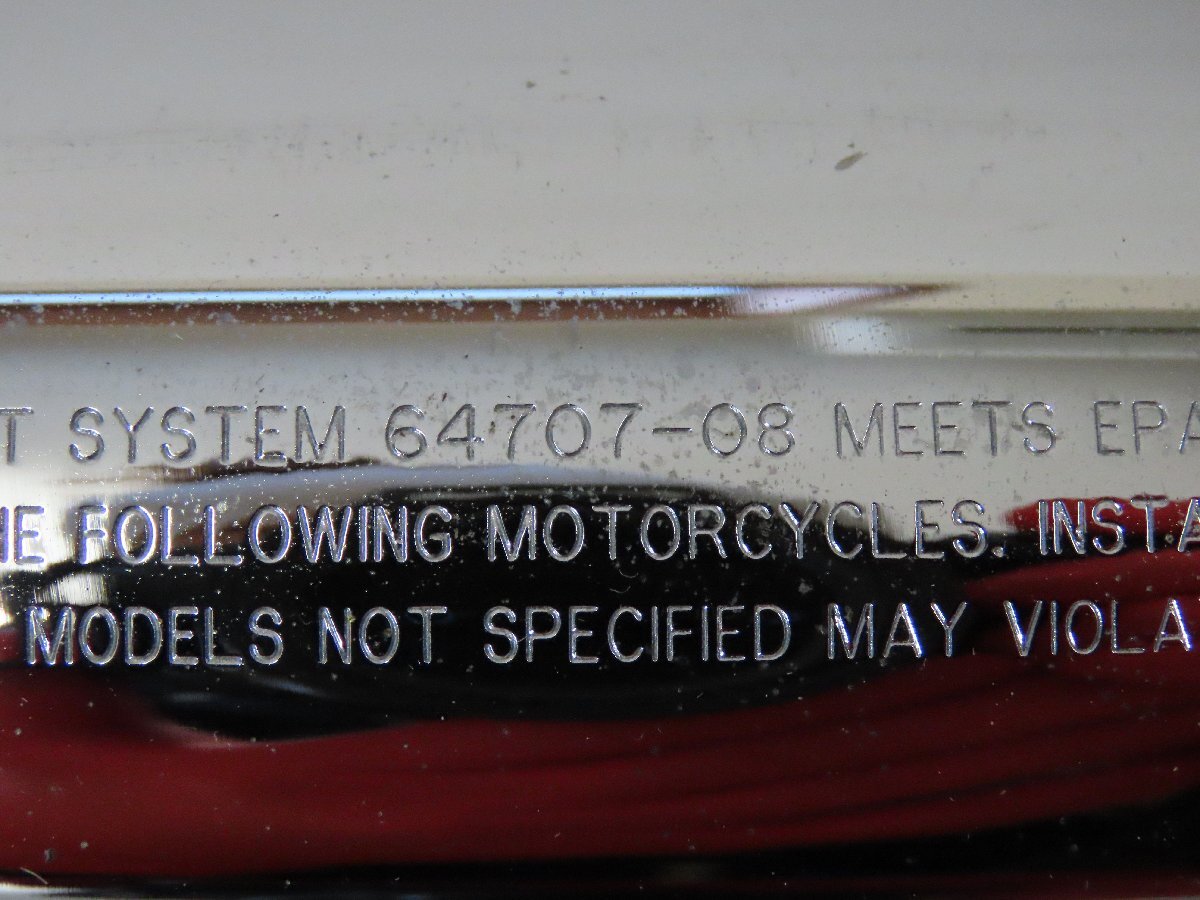 T SYSTEM 64707-08 MEETS EPA
HE FOLLOWING MOTORCYCLES. INSTA
MODELS NOT SPECIFIED MAY VIOLA